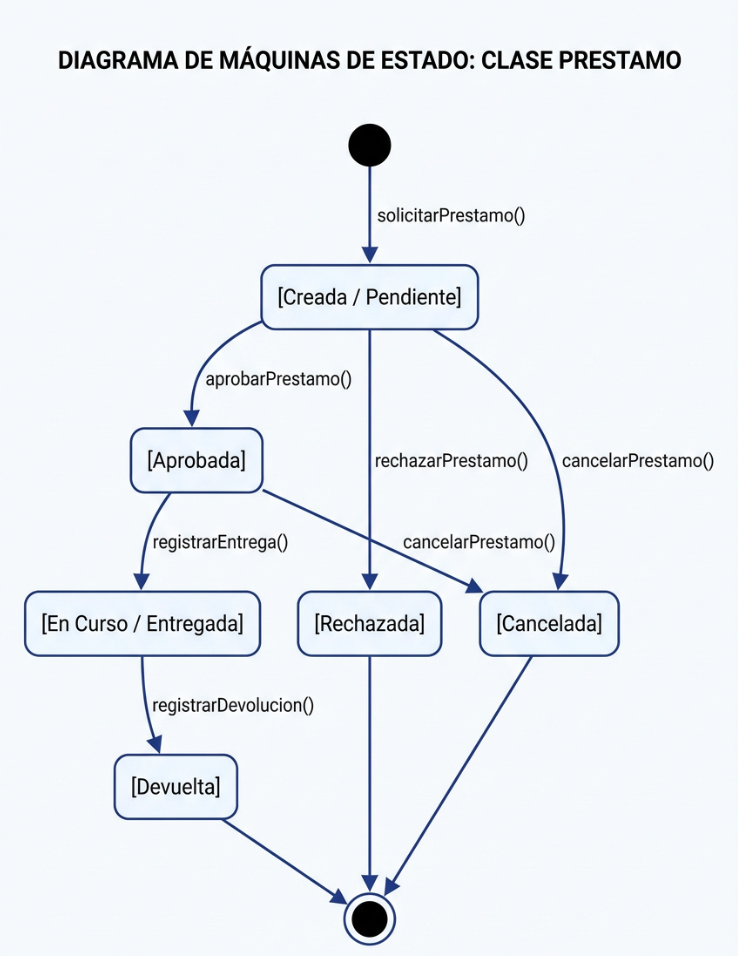 DIAGRAMA DE MÁQUINAS DE ESTADO: CLASE PRESTAMO
solicitarPrestamo()
[Creada / Pendiente]
aprobarPrestamo()
[Aprobada]
rechazarPrestamo()
cancelarPrestamo()
registrarEntrega()
cancelarPrestamo()
[En Curso / Entregada]
[Rechazada]
[Cancelada]
registrarDevolucion()
[Devuelta]